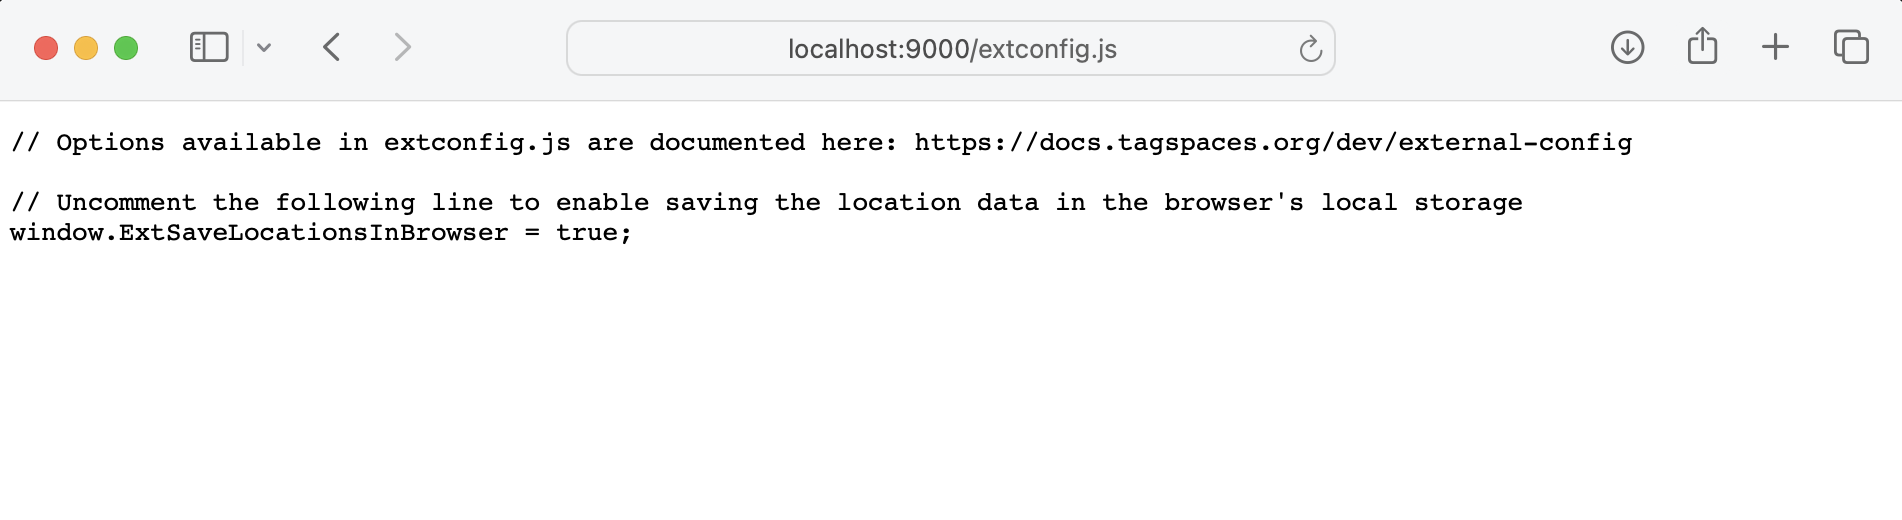 localhost:9000/extconfig.js
// Options available in extconfig.js are documented here: https://docs.tagspaces.org/dev/external-config
// Uncomment the following line to enable saving the location data in the browser's local storage
window.ExtSaveLocationsInBrowser = true;